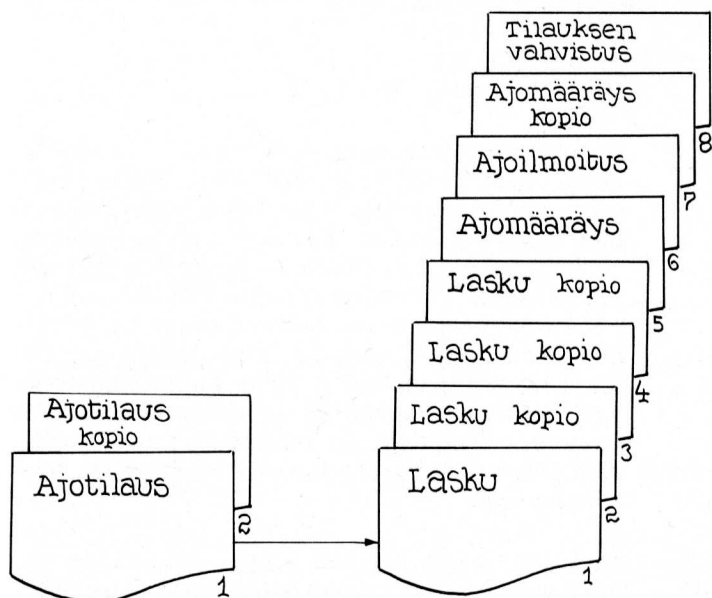 Tilauksen
vahvistus
8
Ajomääräys
kopio
7
Ajoilmoitus
6
Ajomääräys
5
Lasku kopio
4
Lasku kopio
3
Lasku kopio
2
Lasku
1
Ajotilaus
kopio
2
Ajotilaus
1